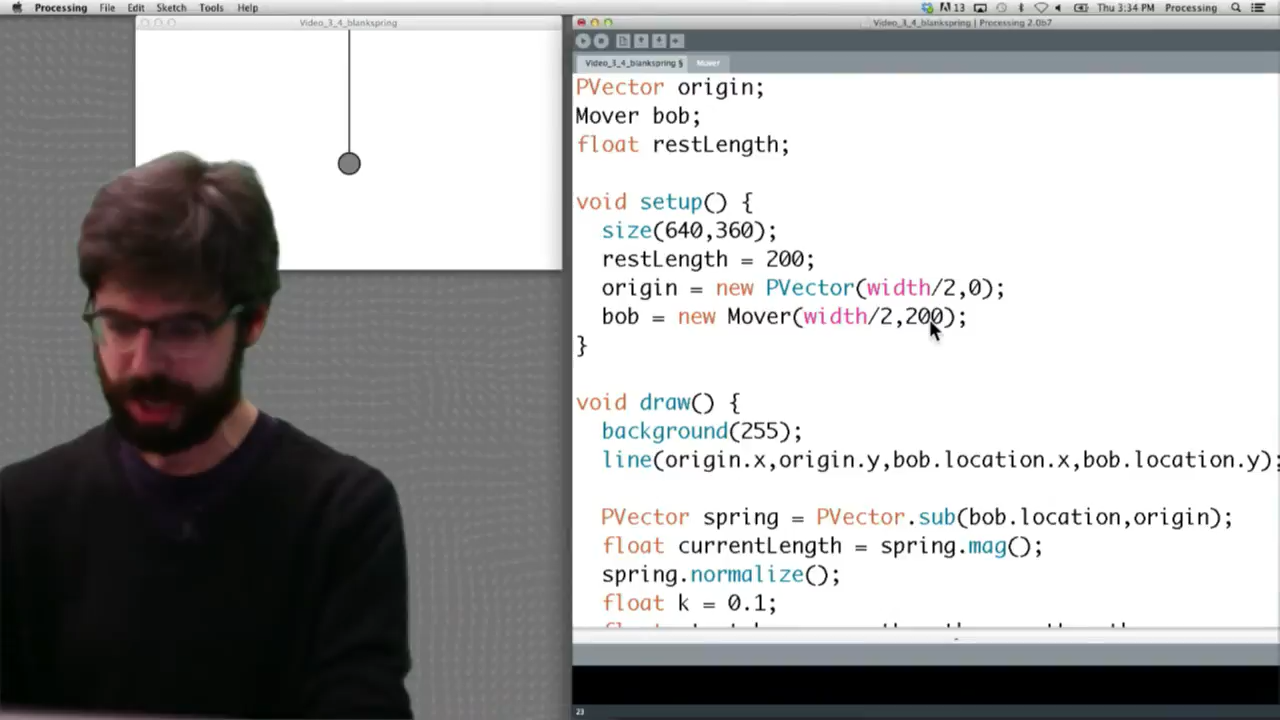 Processing File Edit Sketch Tools Help 13 Thu 3:34 PM Processing
Video_3_4_blankspring
Video_3_4_blankspring | Processing 2.0b7
Video_3_4_blankspring § Mover
PVector origin;
Mover bob;
float restLength;
void setup() {
size(640,360);
restLength = 200;
origin = new PVector(width/2,0);
bob = new Mover(width/2,200);
}
void draw() {
background(255);
line(origin.x,origin.y,bob.location.x,bob.location.y);
PVector spring = PVector.sub(bob.location,origin);
float currentLength = spring.mag();
spring.normalize();
float k = 0.1;
23